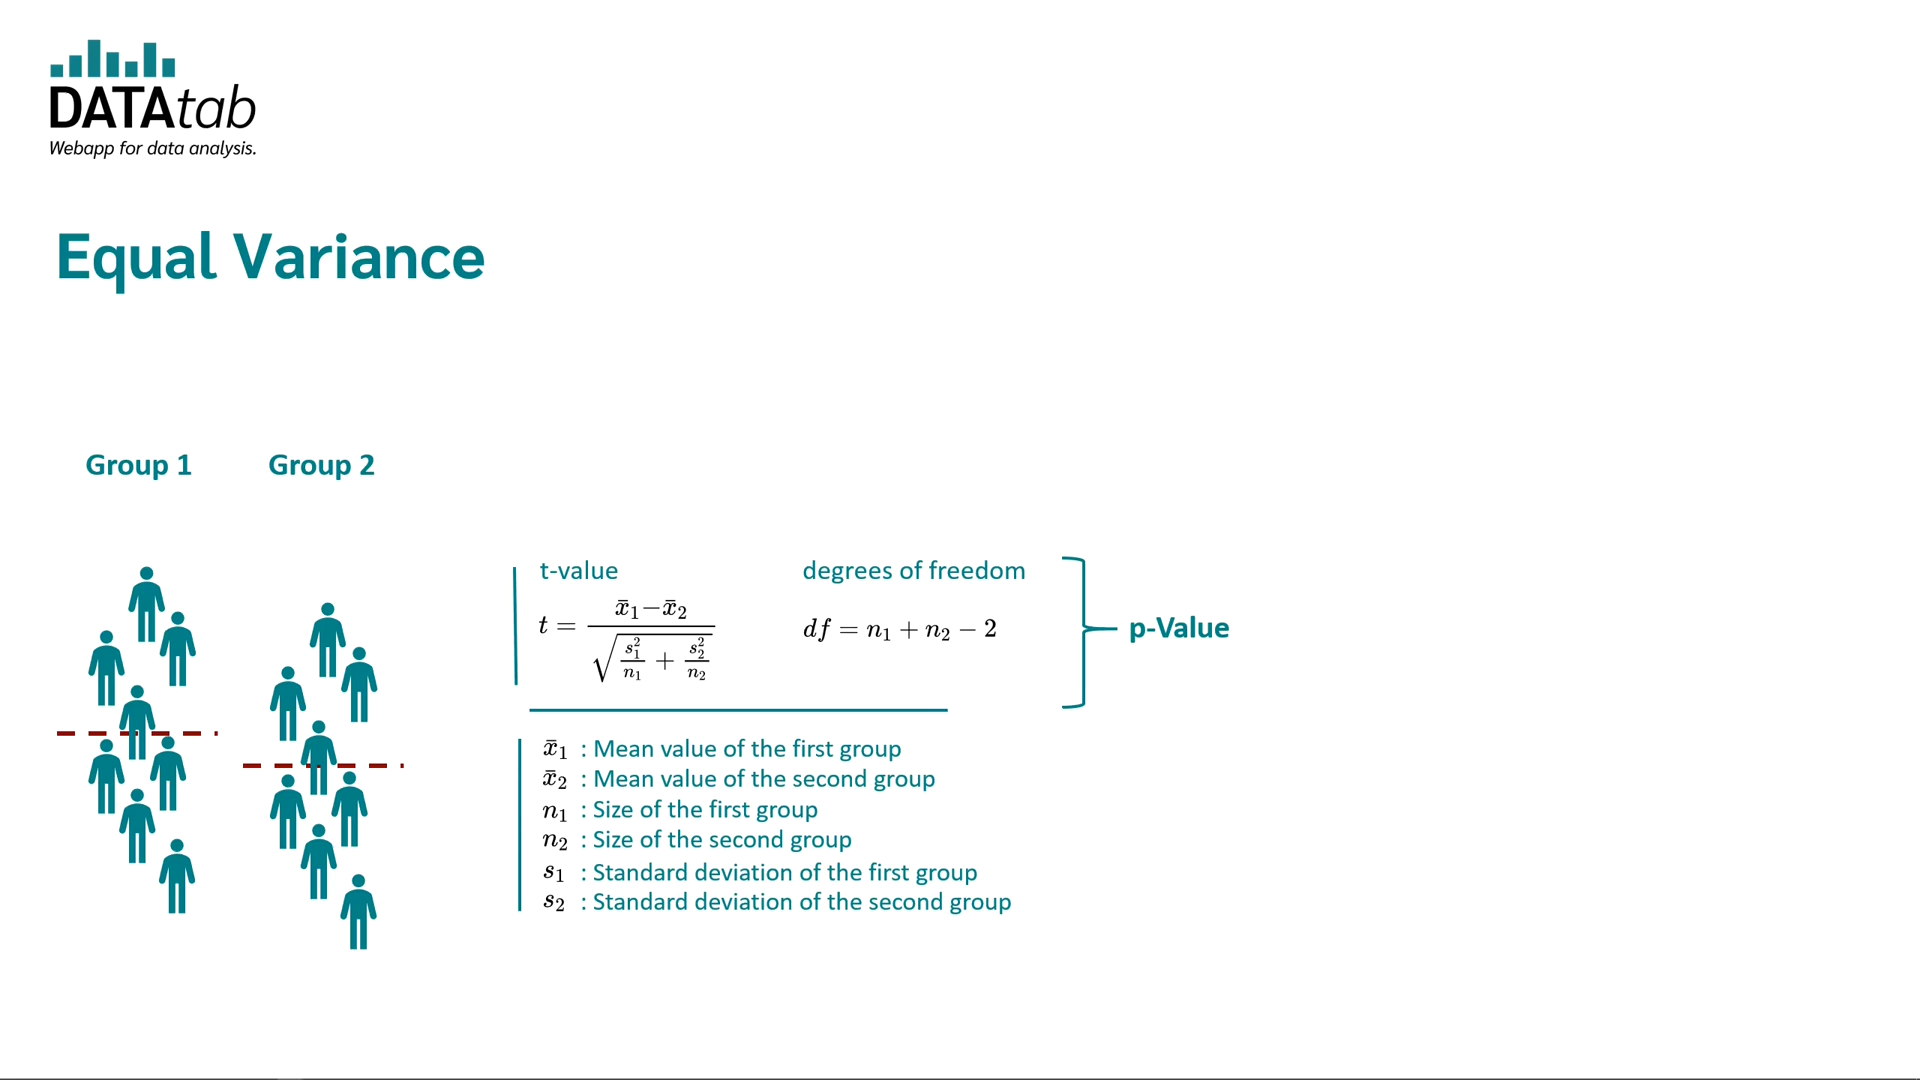 DATAtab
Webapp for data analysis.
Equal Variance
Group 1 Group 2
t-value degrees of freedom
t = (x̄₁−x̄₂) / √(s₁²/n₁ + s₂²/n₂) df = n₁ + n₂ − 2
p-Value
x̄₁ : Mean value of the first group
x̄₂ : Mean value of the second group
n₁ : Size of the first group
n₂ : Size of the second group
s₁ : Standard deviation of the first group
s₂ : Standard deviation of the second group